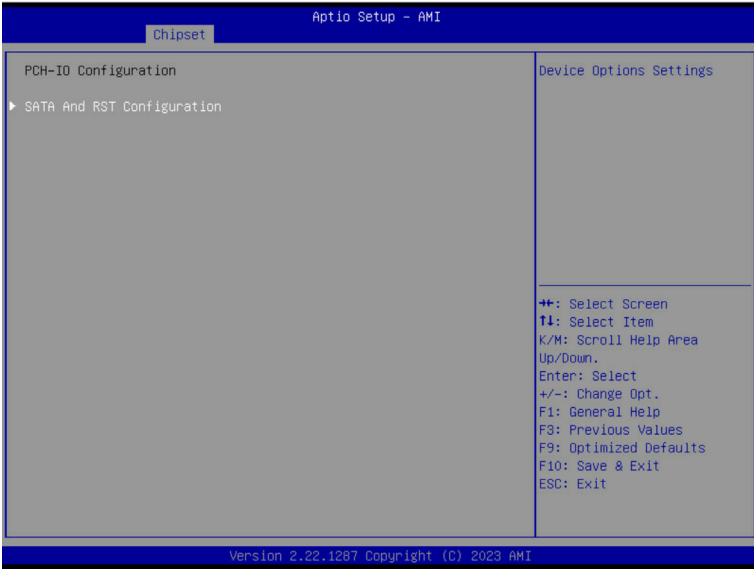 Aptio Setup – AMI
Chipset
PCH-IO Configuration
SATA And RST Configuration
Device Options Settings
→←: Select Screen
↑↓: Select Item
K/M: Scroll Help Area
Up/Down.
Enter: Select
+/-: Change Opt.
F1: General Help
F3: Previous Values
F9: Optimized Defaults
F10: Save & Exit
ESC: Exit
Version 2.22.1287 Copyright (C) 2023 AMI